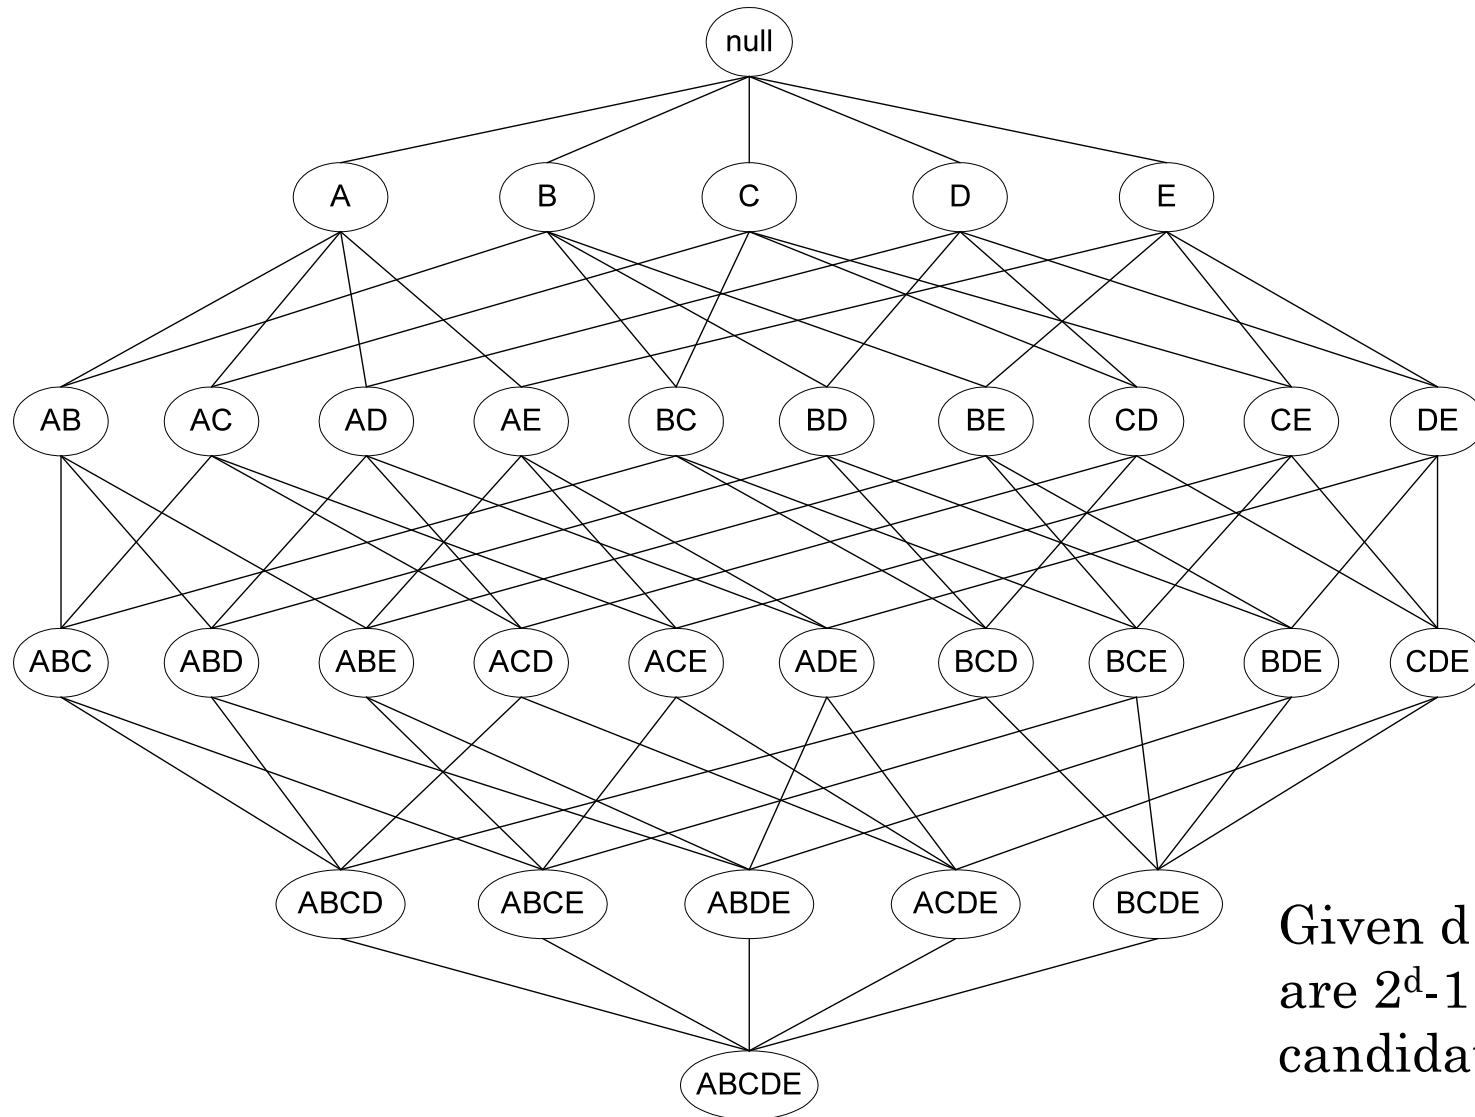 null
A B C D E
AB AC AD AE BC BD BE CD CE DE
ABC ABD ABE ACD ACE ADE BCD BCE BDE CDE
ABCD ABCE ABDE ACDE BCDE
Given d
are 2ᵈ-1
ABCDE